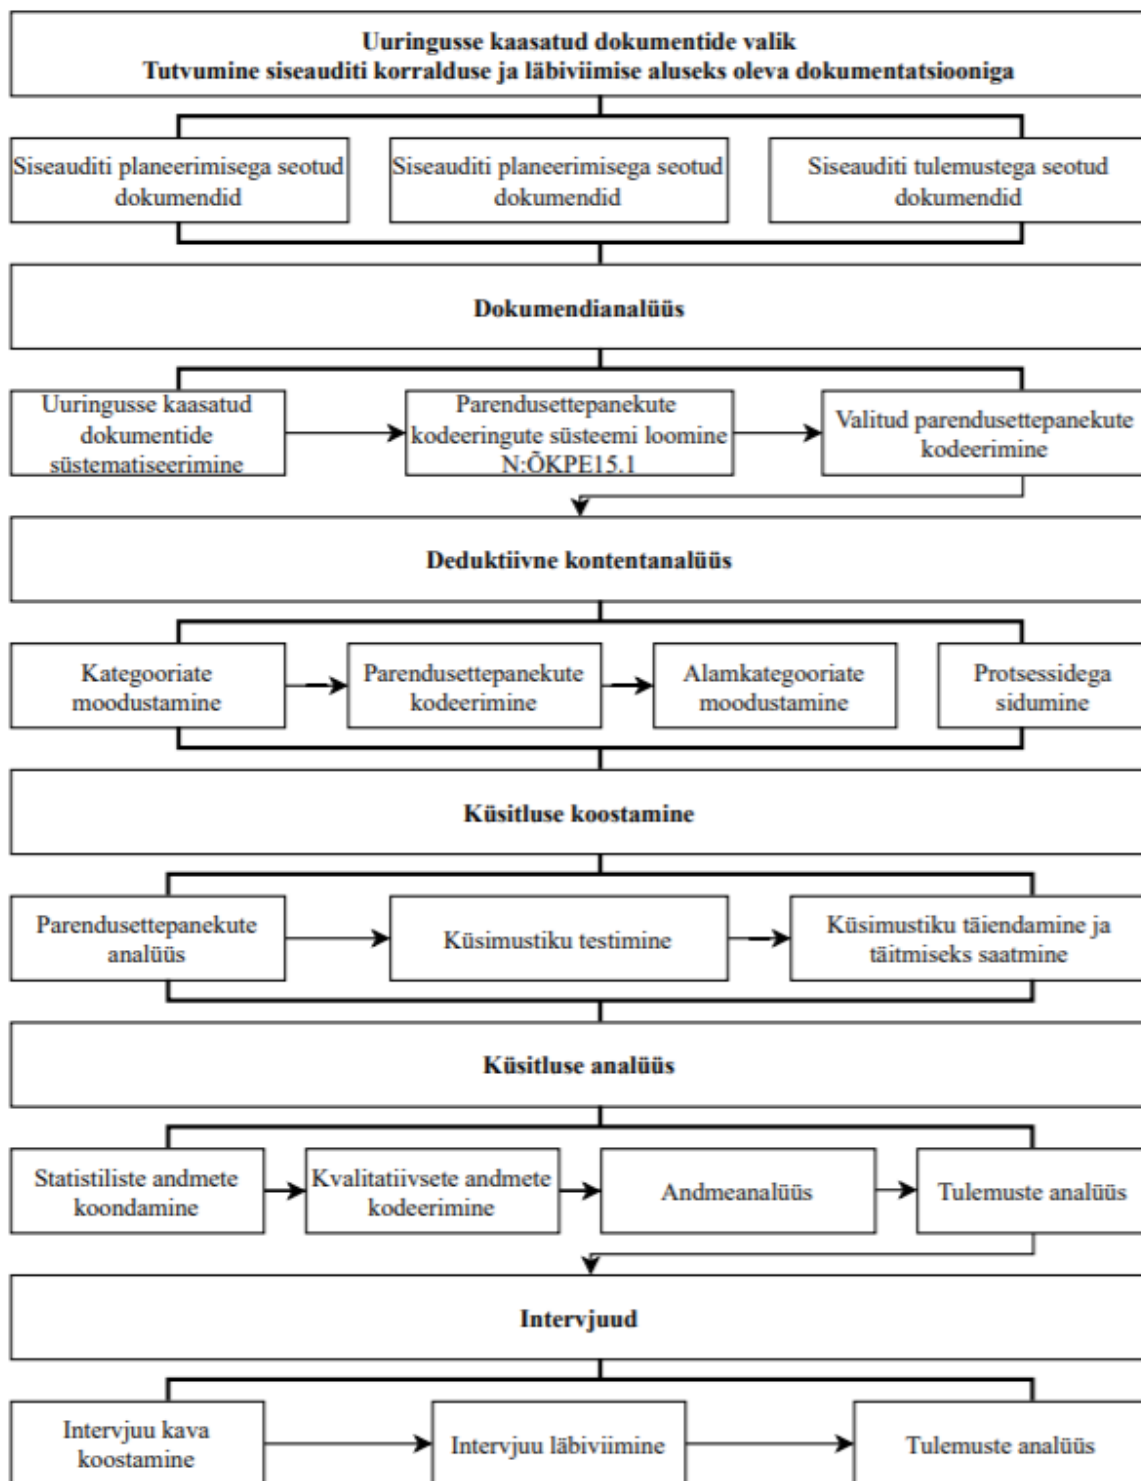 Uuringusse kaasatud dokumentide valik
Tutvumine siseauditi korralduse ja läbiviimise aluseks oleva dokumentatsiooniga
Siseauditi planeerimisega seotud
dokumendid
Siseauditi planeerimisega seotud
dokumendid
Siseauditi tulemustega seotud
dokumendid
Dokumendianalüüs
Uuringusse kaasatud
dokumentide
süstematiseerimine
Parendusettepanekute
kodeeringute süsteemi loomine
N:ÕKPE15.1
Valitud parendusettepanekute
kodeerimine
Deduktiivne kontentanalüüs
Kategooriate
moodustamine
Parendusettepanekute
kodeerimine
Alamkategooriate
moodustamine
Protsessidega
sidumine
Küsitluse koostamine
Parendusettepanekute
analüüs
Küsimustiku testimine
Küsimustiku täiendamine ja
täitmiseks saatmine
Küsitluse analüüs
Statistiliste andmete
koondamine
Kvalitatiivsete andmete
kodeerimine
Andmeanalüüs
Tulemuste analüüs
Intervjuud
Intervjuu kava
koostamine
Intervjuu läbiviimine
Tulemuste analüüs